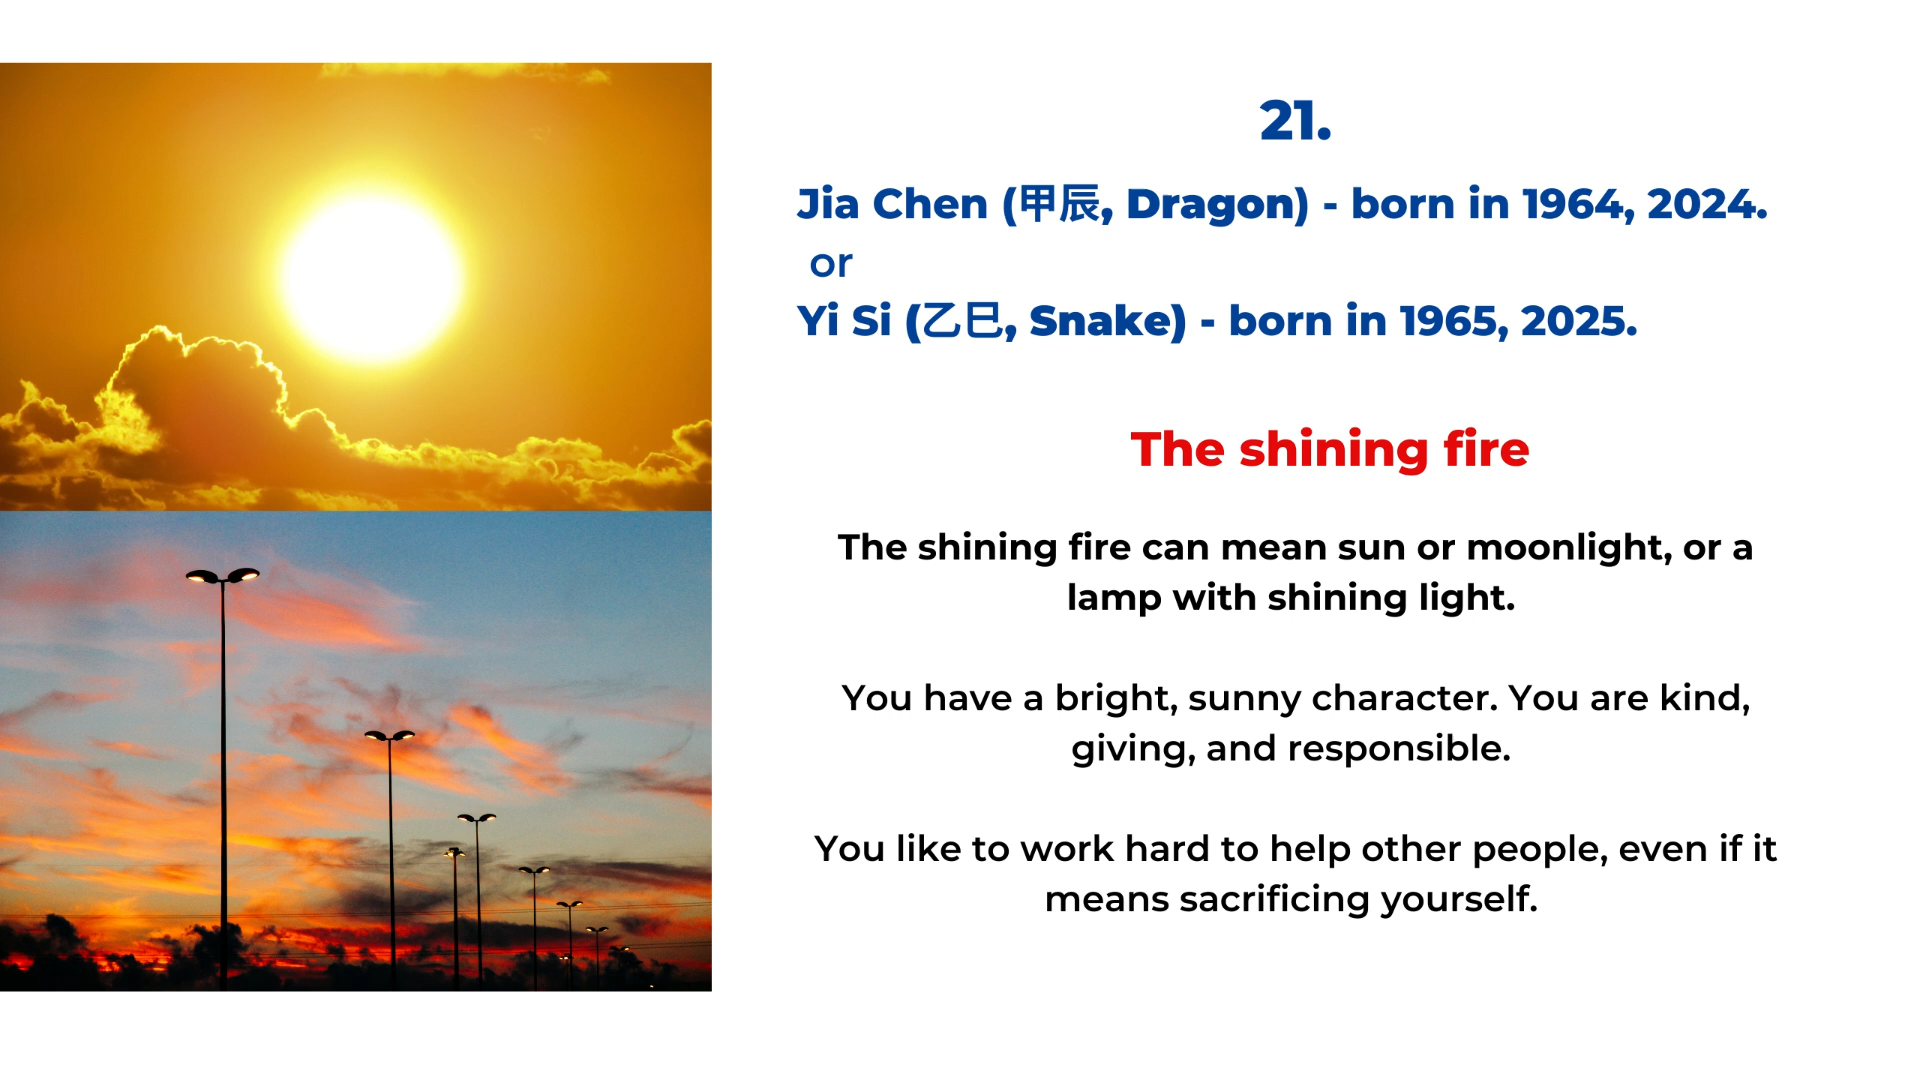 21.
Jia Chen (甲辰, Dragon) - born in 1964, 2024.
or
Yi Si (乙巳, Snake) - born in 1965, 2025.
The shining fire
The shining fire can mean sun or moonlight, or a
lamp with shining light.
You have a bright, sunny character. You are kind,
giving, and responsible.
You like to work hard to help other people, even if it
means sacrificing yourself.